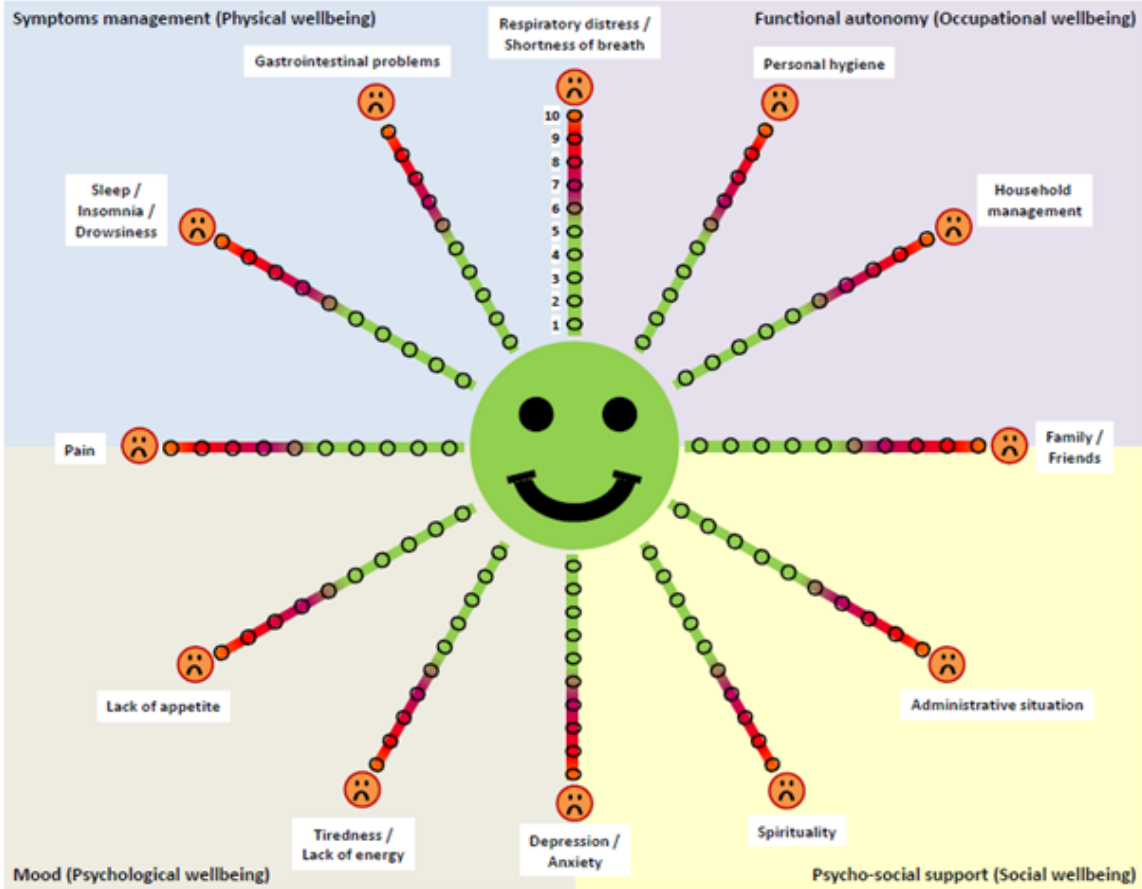 Symptoms management (Physical wellbeing)
Respiratory distress /
Shortness of breath
Functional autonomy (Occupational wellbeing)
Gastrointestinal problems
Personal hygiene
10
9
8
7
6
5
4
3
2
1
Sleep /
Insomnia /
Drowsiness
Household
management
Pain
Family /
Friends
Lack of appetite
Administrative situation
Tiredness /
Lack of energy
Depression /
Anxiety
Spirituality
Mood (Psychological wellbeing)
Psycho-social support (Social wellbeing)